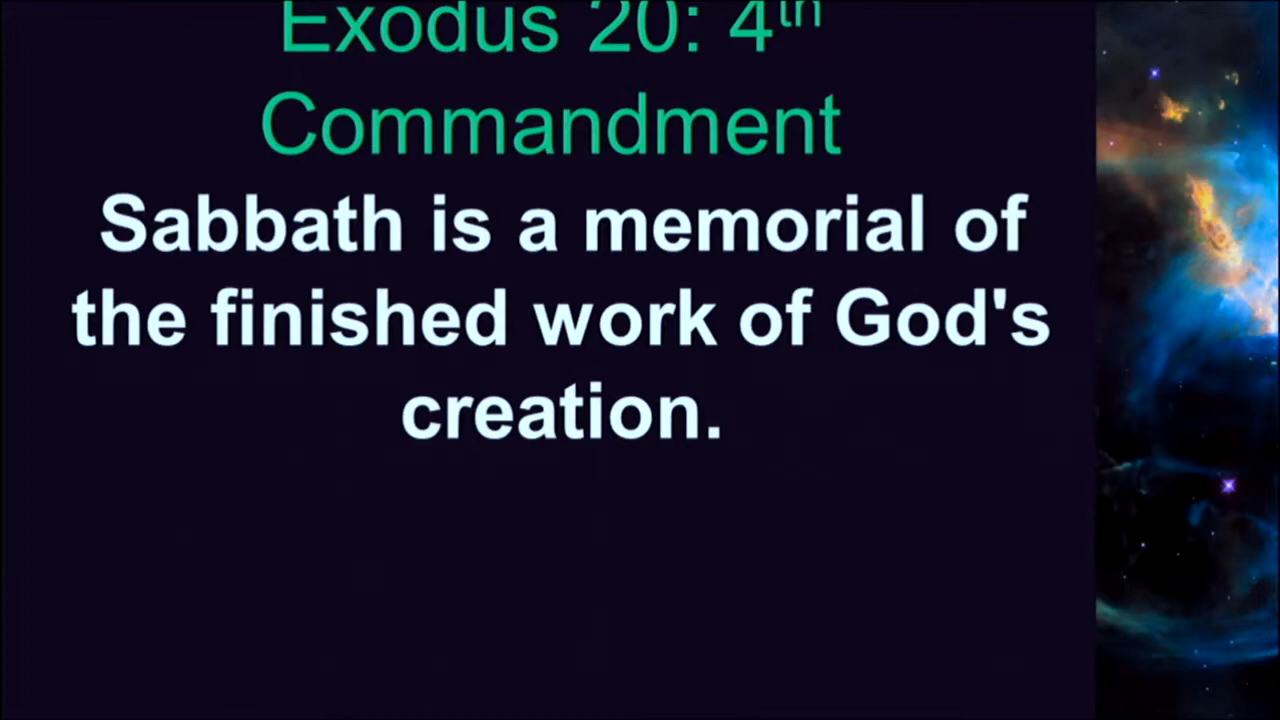 Exodus 20: 4th
Commandment
Sabbath is a memorial of
the finished work of God's
creation.